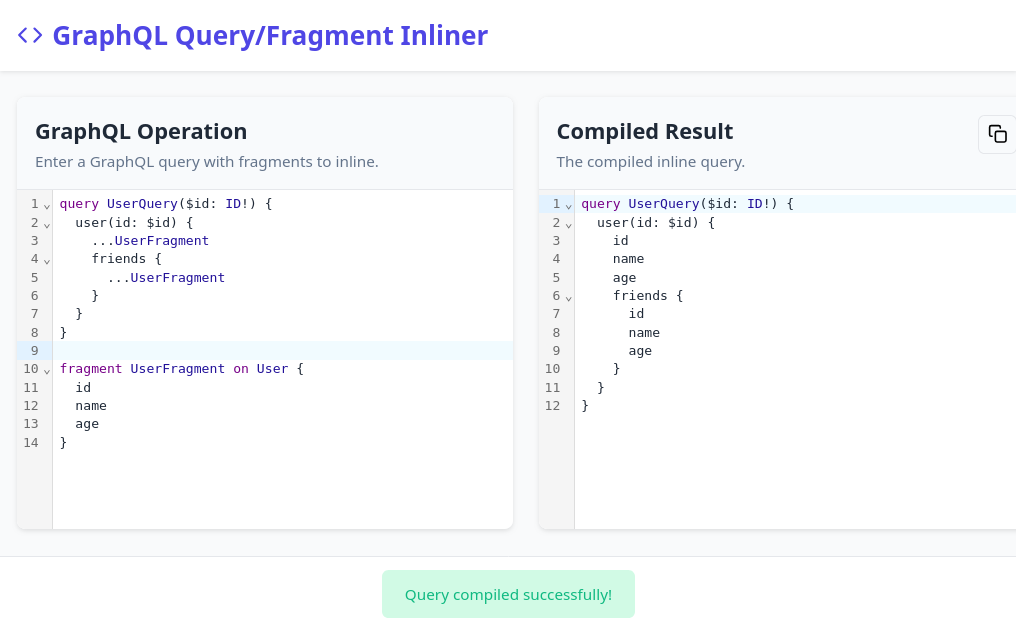 GraphQL Query/Fragment Inliner
GraphQL Operation
Enter a GraphQL query with fragments to inline.
1 query UserQuery($id: ID!) {
2   user(id: $id) {
3     ...UserFragment
4     friends {
5       ...UserFragment
6     }
7   }
8 }
9
10 fragment UserFragment on User {
11   id
12   name
13   age
14 }
Compiled Result
The compiled inline query.
1 query UserQuery($id: ID!) {
2   user(id: $id) {
3     id
4     name
5     age
6     friends {
7       id
8       name
9       age
10     }
11   }
12 }
Query compiled successfully!